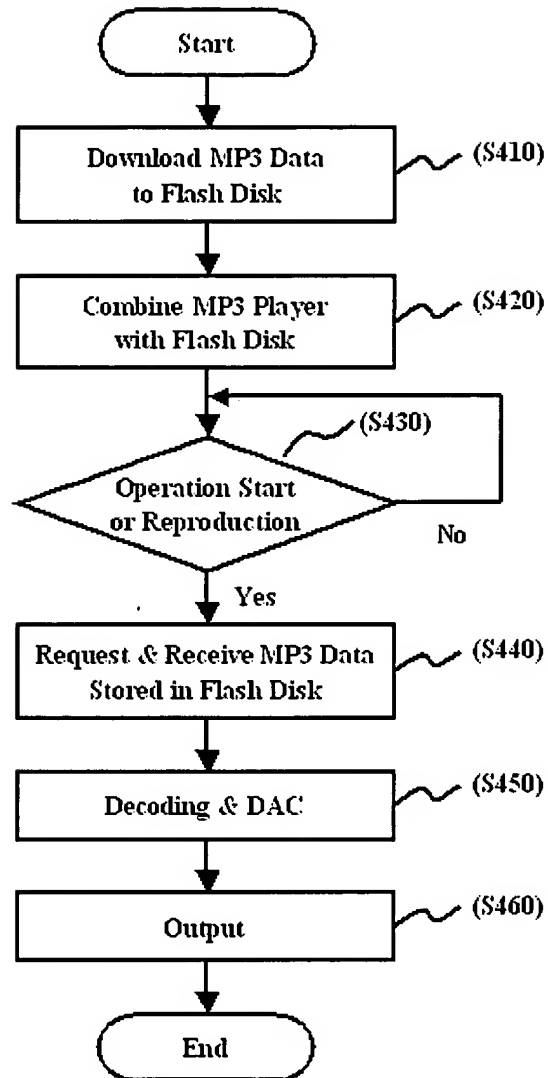 Start
Download MP3 Data
to Flash Disk
(S410)
Combine MP3 Player
with Flash Disk
(S420)
(S430)
Operation Start
or Reproduction
No
Yes
Request & Receive MP3 Data
Stored in Flash Disk
(S440)
Decoding & DAC
(S450)
Output
(S460)
End